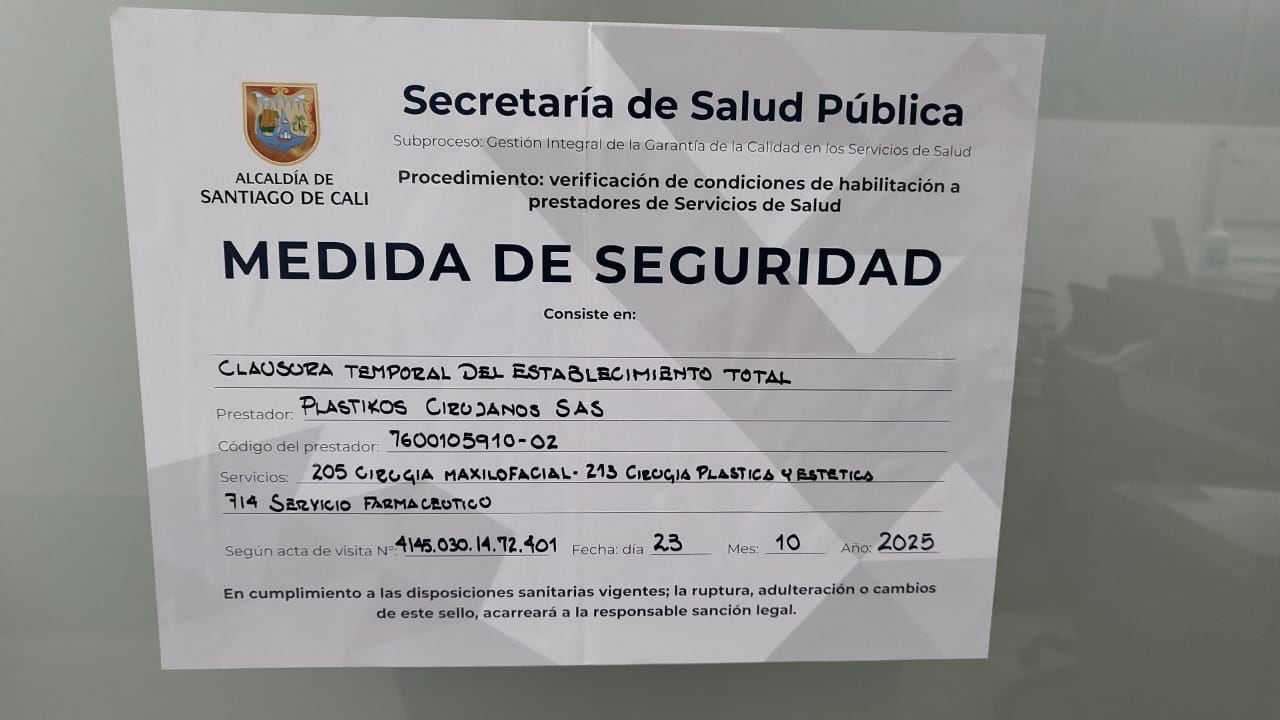 Secretaría de Salud Pública
Subproceso: Gestión Integral de la Garantía de la Calidad en los Servicios de Salud
ALCALDÍA DE
SANTIAGO DE CALI
Procedimiento: verificación de condiciones de habilitación a
prestadores de Servicios de Salud
MEDIDA DE SEGURIDAD
Consiste en:
CLAUSURA TEMPORAL DEL ESTABLECIMIENTO TOTAL
Prestador: PLASTIKOS CIRUJANOS SAS
Código del prestador: 7600105910-02
Servicios: 205 CIRUGIA MAXILOFACIAL- 213 CIRUGIA PLASTICA Y ESTETICA
714 SERVICIO FARMACEUTICO
Según acta de visita N°: 4145.030.14.72.401 Fecha: día 23 Mes: 10 Año: 2025
En cumplimiento a las disposiciones sanitarias vigentes; la ruptura, adulteración o cambios
de este sello, acarreará a la responsable sanción legal.